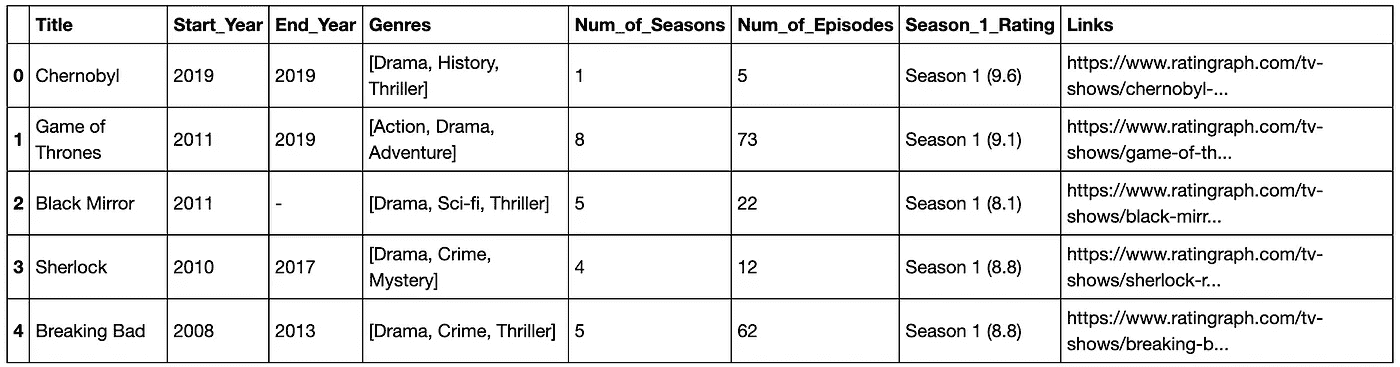 Title Start_Year End_Year Genres Num_of_Seasons Num_of_Episodes Season_1_Rating Links
0 Chernobyl 2019 2019 [Drama, History, Thriller] 1 5 Season 1 (9.6) https://www.ratingraph.com/tv-shows/chernobyl-...
1 Game of Thrones 2011 2019 [Action, Drama, Adventure] 8 73 Season 1 (9.1) https://www.ratingraph.com/tv-shows/game-of-th...
2 Black Mirror 2011 - [Drama, Sci-fi, Thriller] 5 22 Season 1 (8.1) https://www.ratingraph.com/tv-shows/black-mirr...
3 Sherlock 2010 2017 [Drama, Crime, Mystery] 4 12 Season 1 (8.8) https://www.ratingraph.com/tv-shows/sherlock-r...
4 Breaking Bad 2008 2013 [Drama, Crime, Thriller] 5 62 Season 1 (8.8) https://www.ratingraph.com/tv-shows/breaking-b...